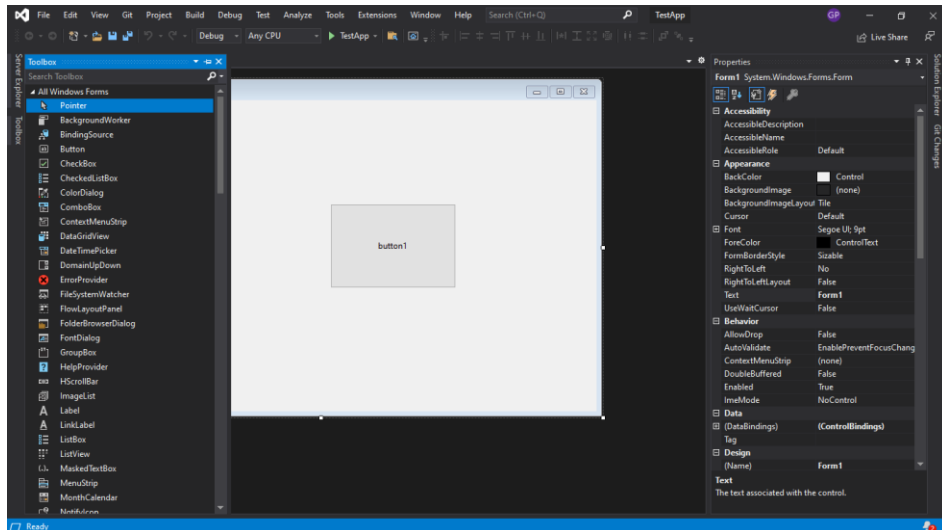 File Edit View Git Project Build Debug Test Analyze Tools Extensions Window Help Search (Ctrl+Q) TestApp GP
Debug Any CPU TestApp Live Share
Server Explorer
Toolbox
Toolbox
Search Toolbox
All Windows Forms
Pointer
BackgroundWorker
BindingSource
Button
CheckBox
CheckedListBox
ColorDialog
ComboBox
ContextMenuStrip
DataGridView
DateTimePicker
DomainUpDown
ErrorProvider
FileSystemWatcher
FlowLayoutPanel
FolderBrowserDialog
FontDialog
GroupBox
HelpProvider
HScrollBar
ImageList
Label
LinkLabel
ListBox
ListView
MaskedTextBox
MenuStrip
MonthCalendar
NotifyIcon
button1
Properties
Form1 System.Windows.Forms.Form
Accessibility
AccessibleDescription
AccessibleName
AccessibleRole Default
Appearance
BackColor Control
BackgroundImage (none)
BackgroundImageLayout Tile
Cursor Default
Font Segoe UI; 9pt
ForeColor ControlText
FormBorderStyle Sizable
RightToLeft No
RightToLeftLayout False
Text Form1
UseWaitCursor False
Behavior
AllowDrop False
AutoValidate EnablePreventFocusChang
ContextMenuStrip (none)
DoubleBuffered False
Enabled True
ImeMode NoControl
Data
(DataBindings) (ControlBindings)
Tag
Design
(Name) Form1
Text
The text associated with the control.
Solution Explorer
Git Changes
Ready